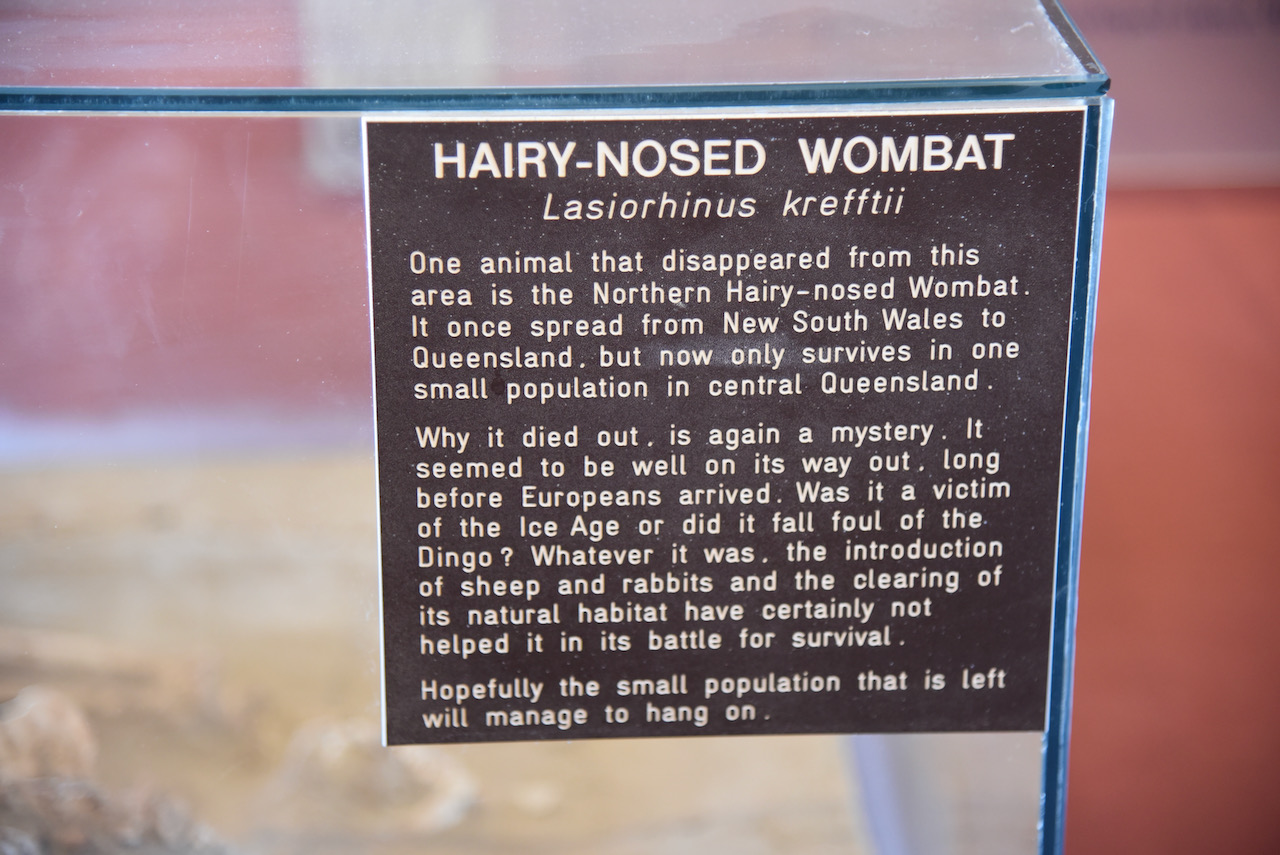 HAIRY-NOSED WOMBAT
Lasiorhinus krefftii
One animal that disappeared from this
area is the Northern Hairy-nosed Wombat.
It once spread from New South Wales to
Queensland, but now only survives in one
small population in central Queensland.
Why it died out, is again a mystery. It
seemed to be well on its way out, long
before Europeans arrived. Was it a victim
of the Ice Age or did it fall foul of the
Dingo? Whatever it was, the introduction
of sheep and rabbits and the clearing of
its natural habitat have certainly not
helped it in its battle for survival.
Hopefully the small population that is left
will manage to hang on.